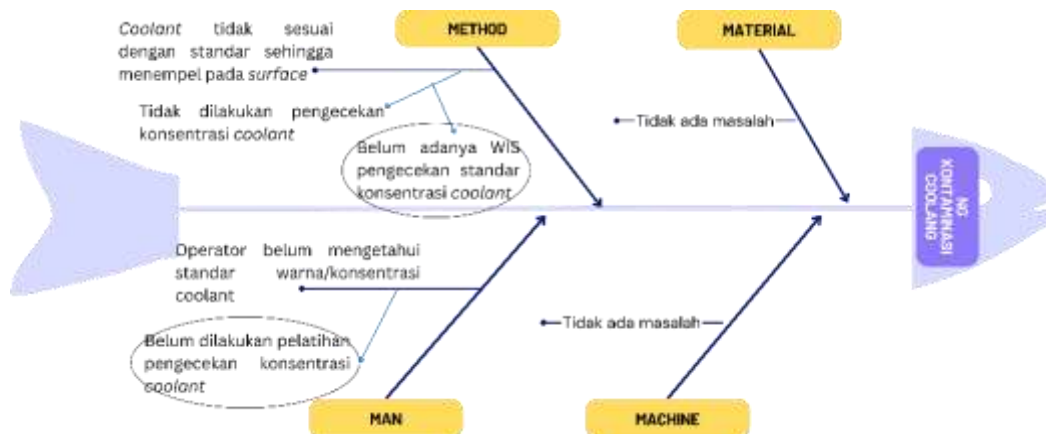 METHOD
MATERIAL
Coolant tidak sesuai
dengan standar sehingga
menempel pada surface
Tidak dilakukan pengecekan
konsentrasi coolant
Belum adanya WIS
pengecekan standar
konsentrasi coolant
Tidak ada masalah
NG
KONTAMINASI
COOLANG
Operator belum mengetahui
standar warna/konsentrasi
coolant
Belum dilakukan pelatihan
pengecekan konsentrasi
coolant
Tidak ada masalah
MAN
MACHINE